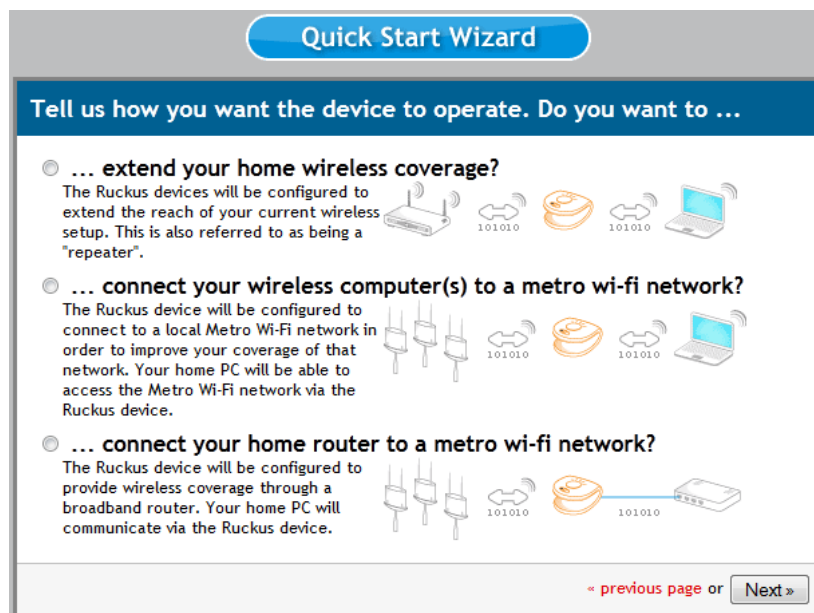 Quick Start Wizard
Tell us how you want the device to operate. Do you want to ...
... extend your home wireless coverage?
The Ruckus devices will be configured to
extend the reach of your current wireless
setup. This is also referred to as being a
"repeater".
101010
101010
... connect your wireless computer(s) to a metro wi-fi network?
The Ruckus device will be configured to
connect to a local Metro Wi-Fi network in
order to improve your coverage of that
network. Your home PC will be able to
access the Metro Wi-Fi network via the
Ruckus device.
101010
101010
... connect your home router to a metro wi-fi network?
The Ruckus device will be configured to
provide wireless coverage through a
broadband router. Your home PC will
communicate via the Ruckus device.
101010
101010
« previous page or Next »